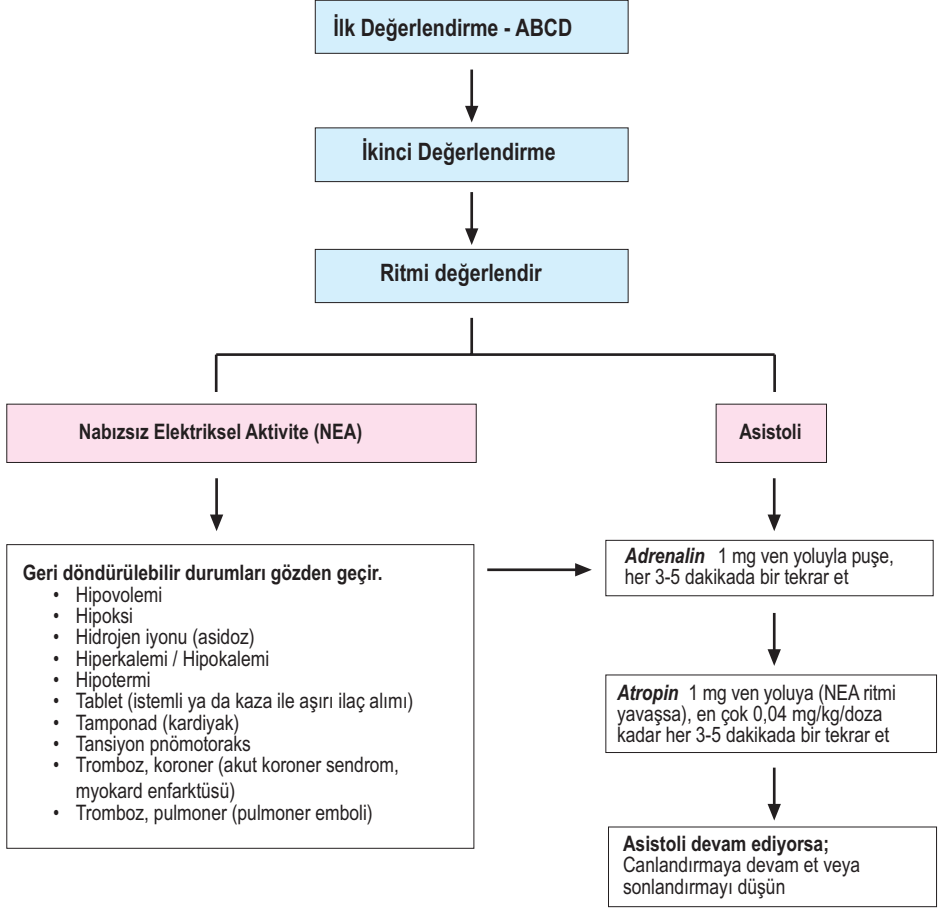 İlk Değerlendirme - ABCD
İkinci Değerlendirme
Ritmi değerlendir
Nabızsız Elektriksel Aktivite (NEA)
Asistoli
Geri döndürülebilir durumları gözden geçir.
• Hipovolemi
• Hipoksi
• Hidrojen iyonu (asidoz)
• Hiperkalemi / Hipokalemi
• Hipotermi
• Tablet (istemli ya da kaza ile aşırı ilaç alımı)
• Tamponad (kardiyak)
• Tansiyon pnömotoraks
• Tromboz, koroner (akut koroner sendrom,
myokard enfarktüsü)
• Tromboz, pulmoner (pulmoner emboli)
Adrenalin 1 mg ven yoluyla puşe,
her 3-5 dakikada bir tekrar et
Atropin 1 mg ven yoluya (NEA ritmi
yavaşsa), en çok 0,04 mg/kg/doza
kadar her 3-5 dakikada bir tekrar et
Asistoli devam ediyorsa;
Canlandırmaya devam et veya
sonlandırmayı düşün